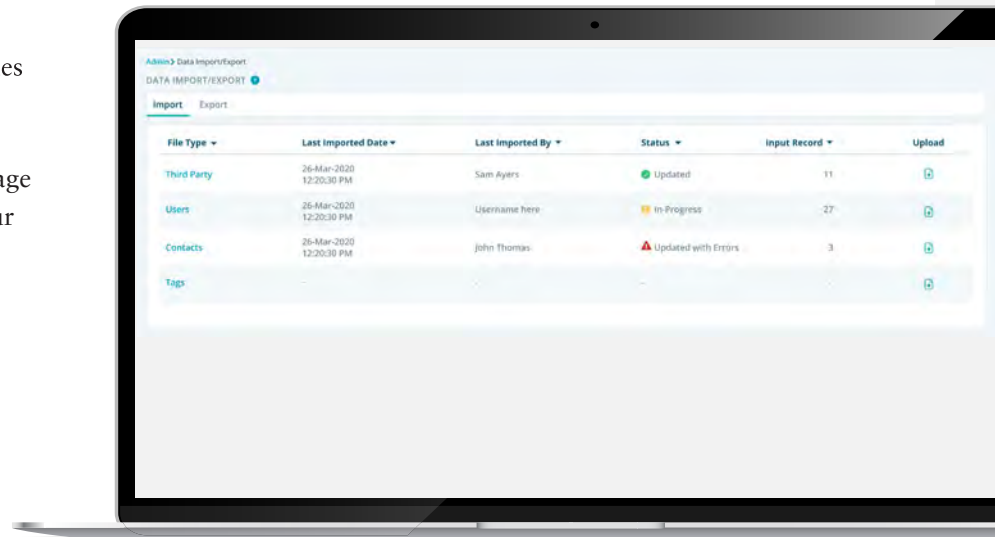 es
age
ur
Admin> Data Import/Export
DATA IMPORT/EXPORT ?
Import Export
File Type Last Imported Date Last Imported By Status Input Record Upload
Third Party 26-Mar-2020 12:20:30 PM Sam Ayers Updated 11
Users 26-Mar-2020 12:20:30 PM Username here In-Progress 27
Contacts 26-Mar-2020 12:20:30 PM John Thomas Updated with Errors 3
Tags - - - -